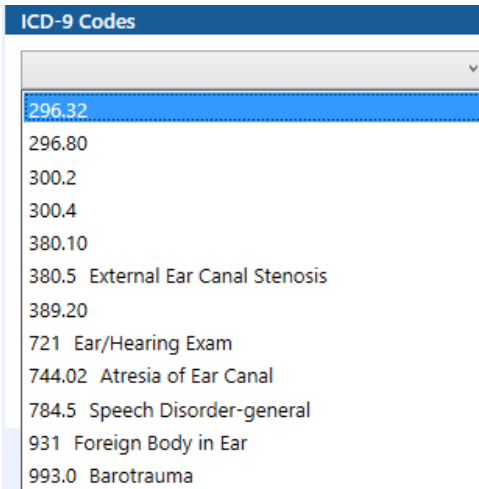 ICD-9 Codes
296.32
296.80
300.2
300.4
380.10
380.5 External Ear Canal Stenosis
389.20
721 Ear/Hearing Exam
744.02 Atresia of Ear Canal
784.5 Speech Disorder-general
931 Foreign Body in Ear
993.0 Barotrauma